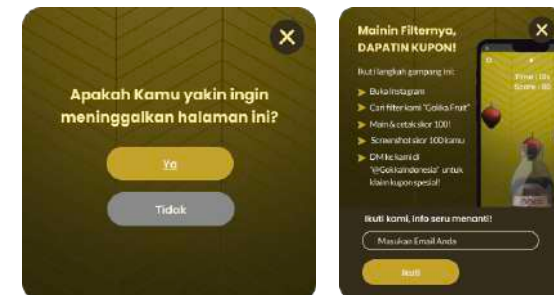 Apakah Kamu yakin ingin
meninggalkan halaman ini?
Ya
Tidak
Mainin Filternya,
DAPATIN KUPON!
Ikuti langkah gampang ini:
Buka Instagram
Cari filter kami "Gokka Fruit"
Main & cetak skor 100!
Screenshot skor 100 kamu
DM ke kami di
"@GokkaIndonesia" untuk
klaim kupon spesial!
Ikuti kami, Info seru menanti!
Masukan Email Anda
Ikuti